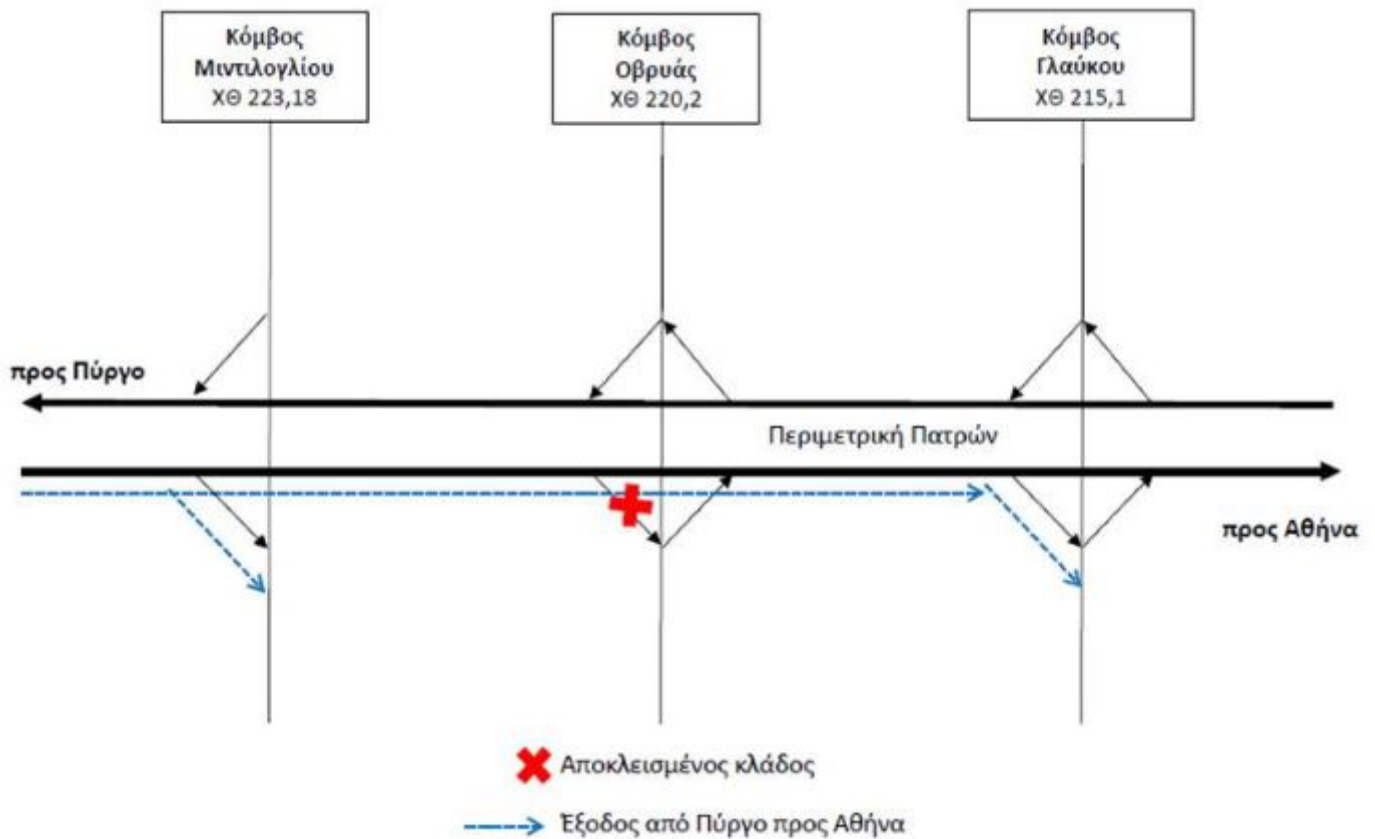 Κόμβος
Μιντιλογλίου
ΧΘ 223,18
Κόμβος
Οβρυάς
ΧΘ 220,2
Κόμβος
Γλαύκου
ΧΘ 215,1
προς Πύργο
Περιμετρική Πατρών
προς Αθήνα
Αποκλεισμένος κλάδος
Έξοδος από Πύργο προς Αθήνα